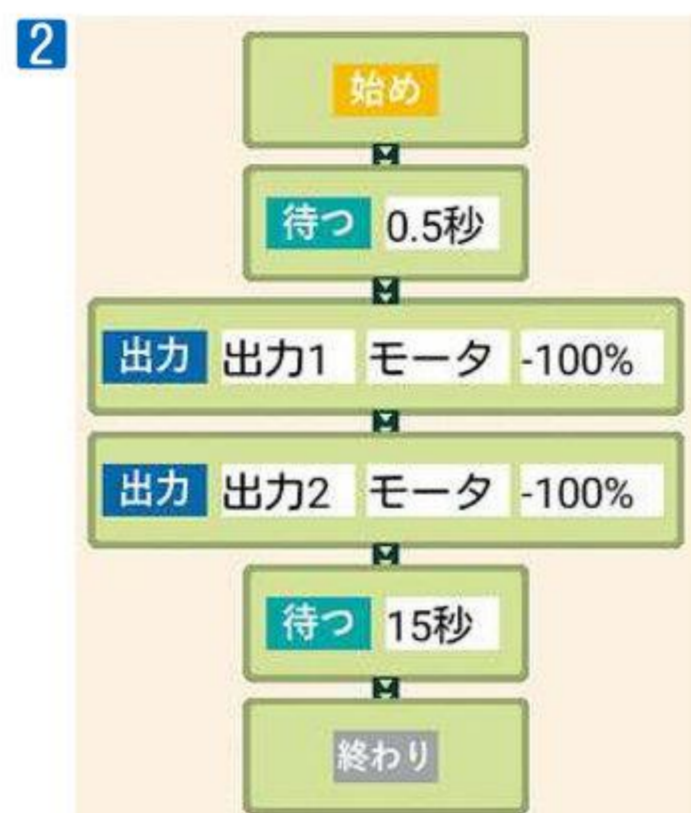 2
始め
待つ 0.5秒
出力 出力1 モータ -100%
出力 出力2 モータ -100%
待つ 15秒
終わり